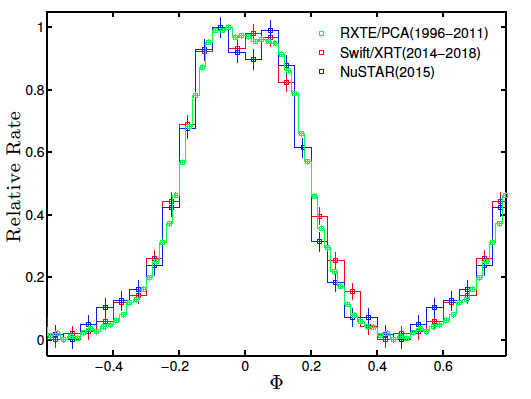 RXTE/PCA(1996−2011)
Swift/XRT(2014−2018)
NuSTAR(2015)
Relative Rate
1
0.8
0.6
0.4
0.2
0
−0.4
−0.2
0
0.2
0.4
0.6
Φ